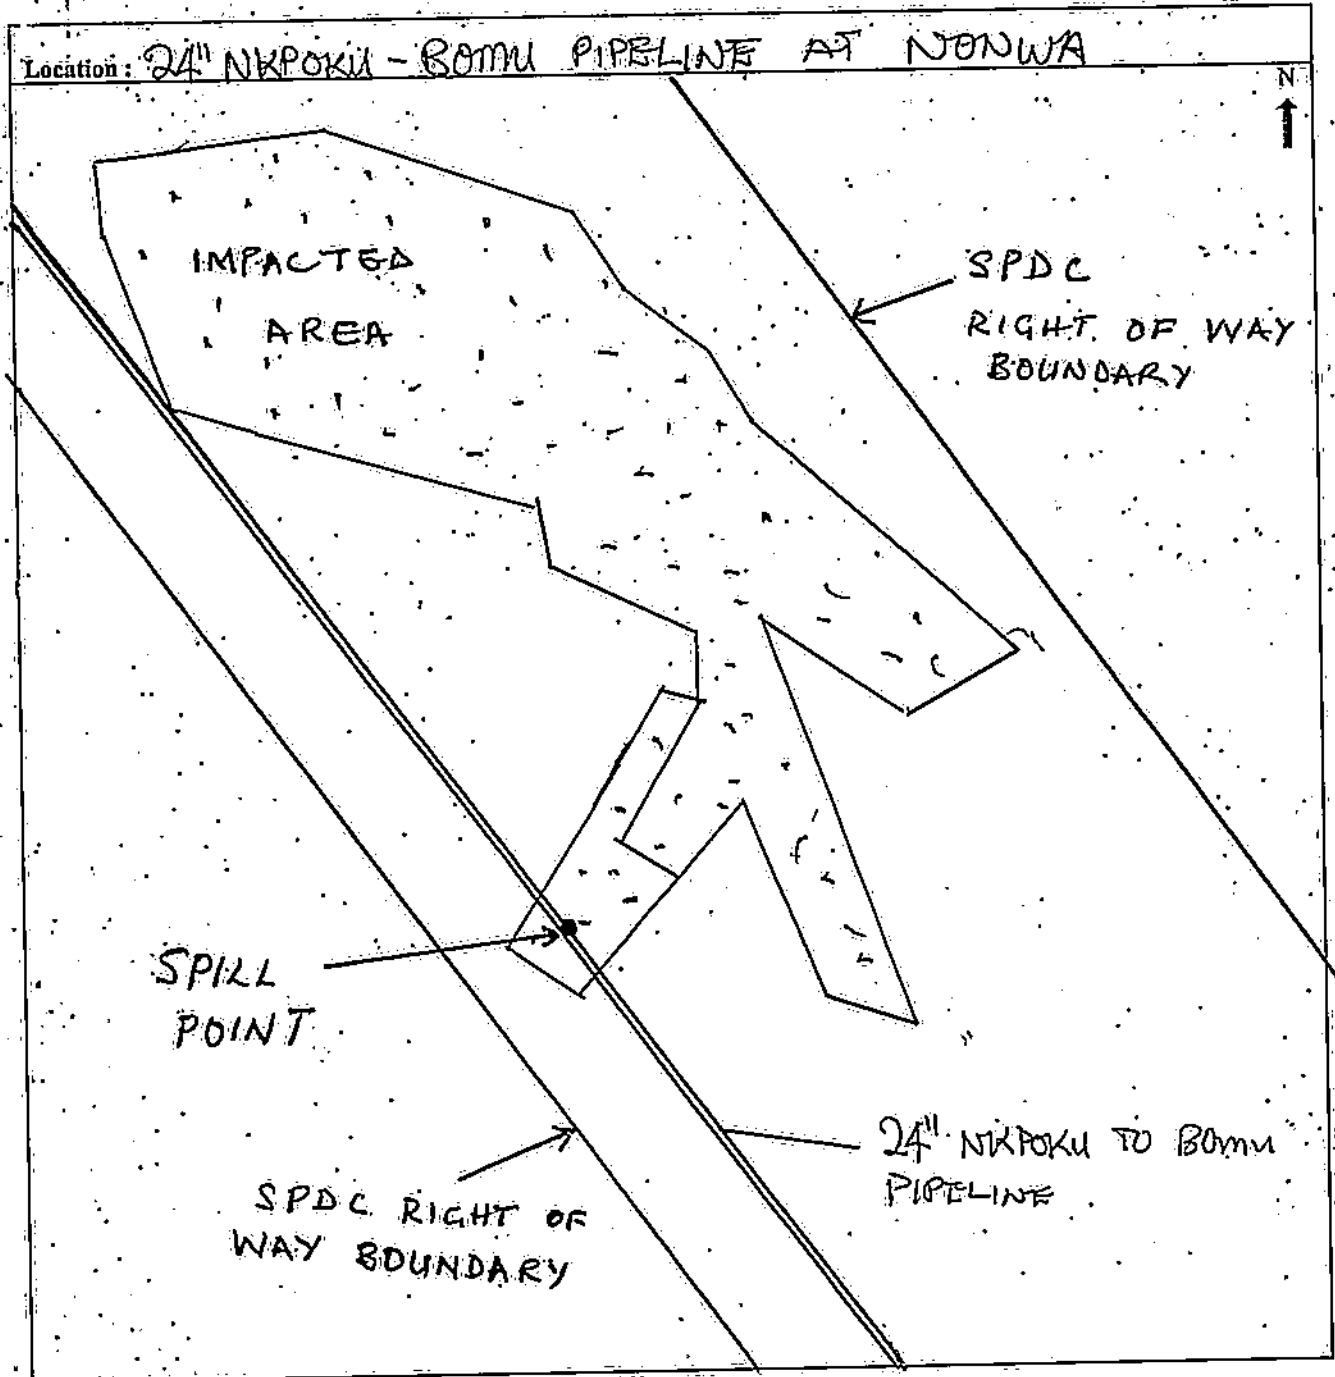 Location: 24" NKPOKU - BOMU PIPELINE AT NONWA
N
IMPACTED
AREA
SPDC
RIGHT OF WAY
BOUNDARY
SPILL
POINT
24" NKPOKU TO BOMU
PIPELINE
SPDC RIGHT OF
WAY BOUNDARY